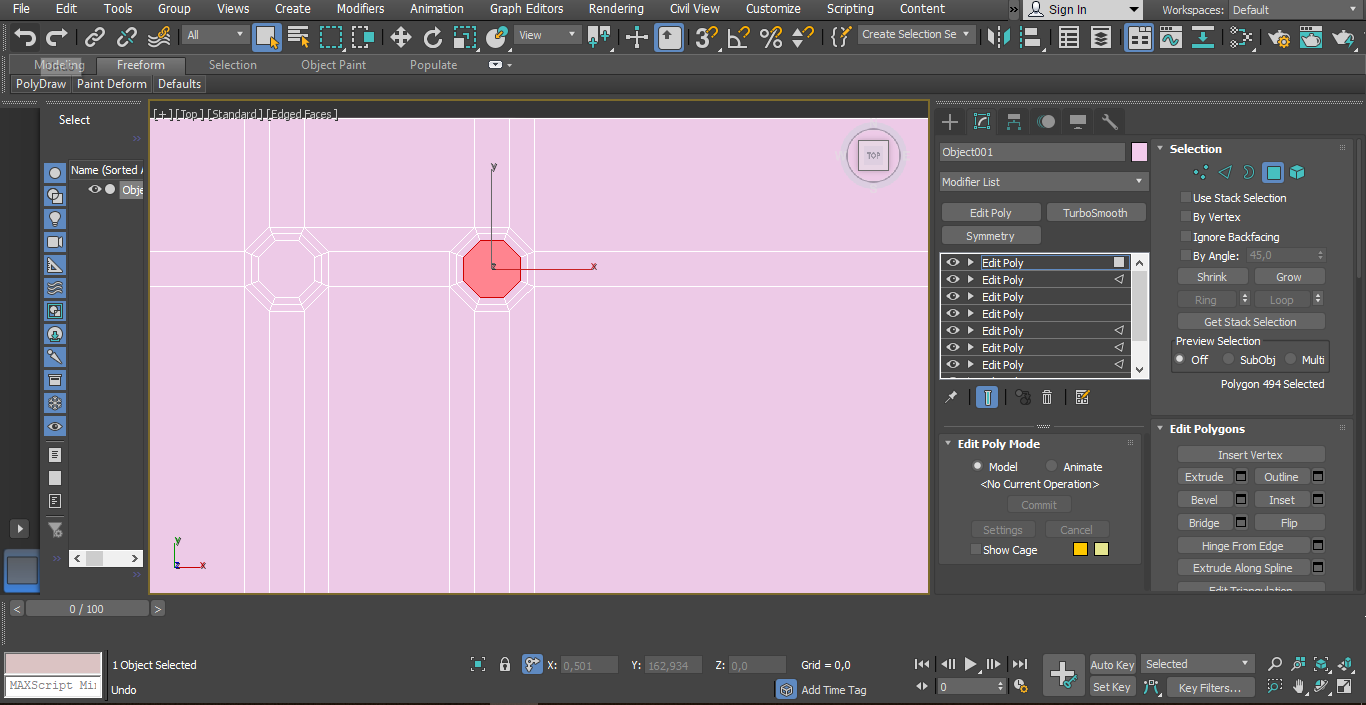 File Edit Tools Group Views Create Modifiers Animation Graph Editors Rendering Civil View Customize Scripting Content » Sign In Workspaces: Default
All View 3 Create Selection Se
Modeling Freeform Selection Object Paint Populate
PolyDraw Paint Deform Defaults
Select
Name (Sorted A
Obje
[+] [Top] [Standard] [Edged Faces]
y
x
z
TOP
y
x
z
Object001
Modifier List
Edit Poly TurboSmooth
Symmetry
Edit Poly
Edit Poly
Edit Poly
Edit Poly
Edit Poly
Edit Poly
Edit Poly
Edit Poly Mode
Model Animate
<No Current Operation>
Commit
Settings Cancel
Show Cage
Selection
Use Stack Selection
By Vertex
Ignore Backfacing
By Angle: 45,0
Shrink Grow
Ring Loop
Get Stack Selection
Preview Selection
Off SubObj Multi
Polygon 494 Selected
Edit Polygons
Insert Vertex
Extrude Outline
Bevel Inset
Bridge Flip
Hinge From Edge
Extrude Along Spline
Edit Triangulation
< 0 / 100 >
1 Object Selected X: 0,501 Y: 162,934 Z: 0,0 Grid = 0,0 Auto Key Selected
MAXScript Mi Undo Add Time Tag 0 Set Key Key Filters...